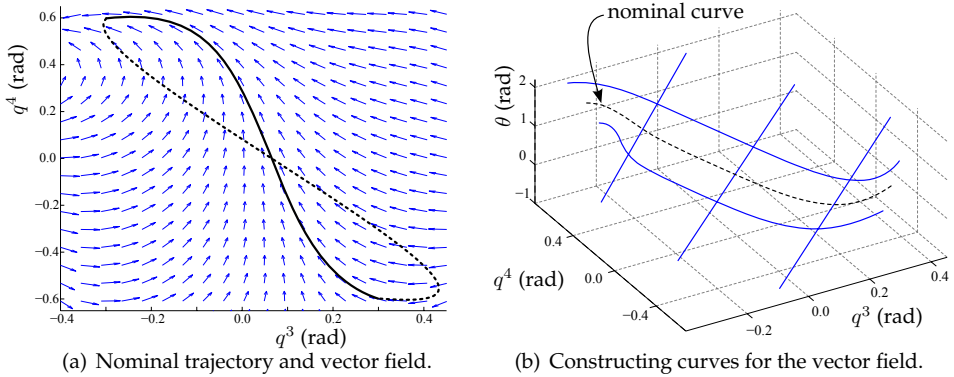 0.6
0.4
0.2
0.0
−0.2
−0.4
−0.6
q⁴ (rad)
−0.4
−0.2
0.0
0.2
0.4
q³ (rad)
(a) Nominal trajectory and vector field.
nominal curve
2
1
0
−1
θ (rad)
0.4
0.0
−0.4
q⁴ (rad)
−0.2
0.0
0.2
0.4
q³ (rad)
(b) Constructing curves for the vector field.